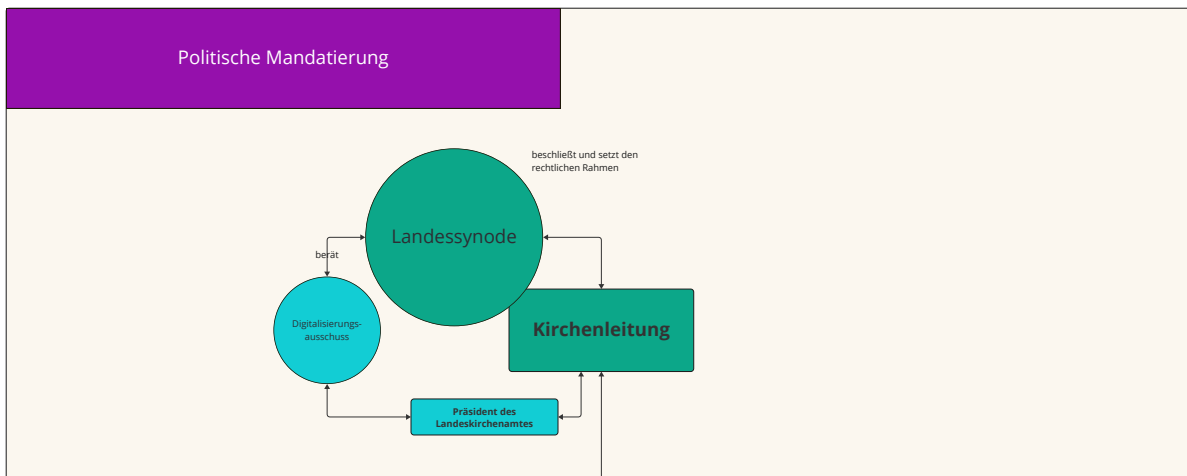 Politische Mandatierung
beschließt und setzt den
rechtlichen Rahmen
Landessynode
berät
Digitalisierungs-
ausschuss
Kirchenleitung
Präsident des
Landeskirchenamtes